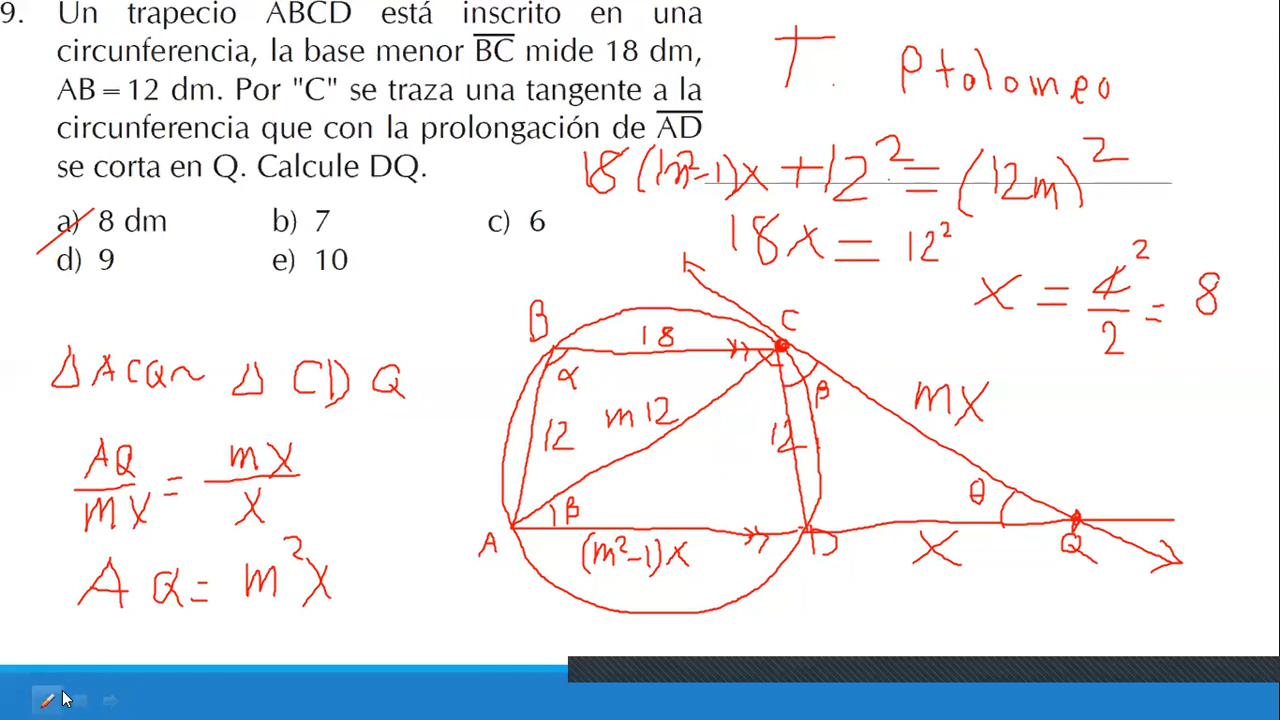 9. Un trapecio ABCD está inscrito en una
circunferencia, la base menor BC mide 18 dm,
AB = 12 dm. Por "C" se traza una tangente a la
circunferencia que con la prolongación de AD
se corta en Q. Calcule DQ.
a) 8 dm b) 7 c) 6
d) 9 e) 10
T. Ptolomeo
18(m²-1)x + 12² = (12m)²
18x = 12²
x = 4²/2 = 8
Δ ACQ ~ Δ CDQ
AQ/mx = mx/x
AQ = m²x
B
C
18
α
β
12
m12
12
mx
θ
A
β
(m²-1)x
D
x
Q